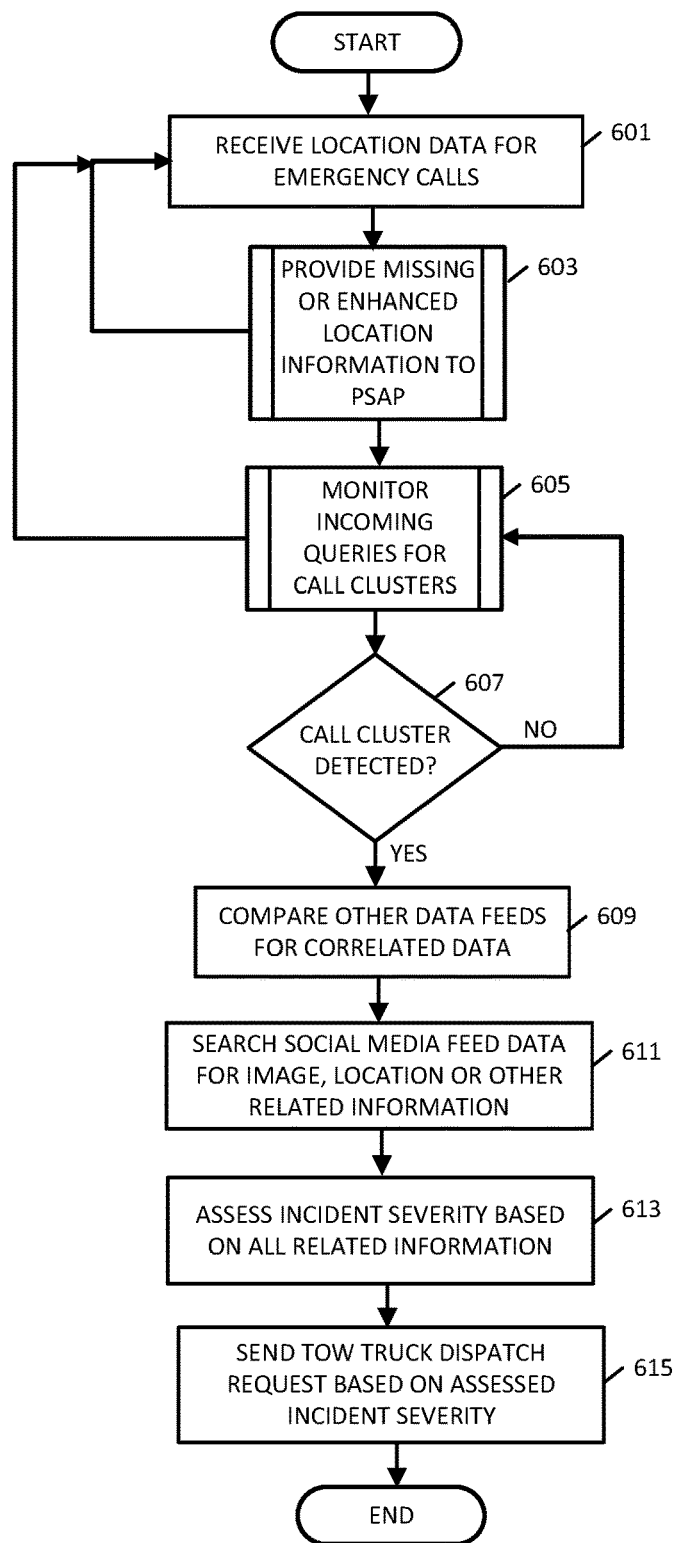 START
RECEIVE LOCATION DATA FOR
EMERGENCY CALLS
601
PROVIDE MISSING
OR ENHANCED
LOCATION
INFORMATION TO
PSAP
603
MONITOR
INCOMING
QUERIES FOR
CALL CLUSTERS
605
607
CALL CLUSTER
DETECTED?
NO
YES
COMPARE OTHER DATA FEEDS
FOR CORRELATED DATA
609
SEARCH SOCIAL MEDIA FEED DATA
FOR IMAGE, LOCATION OR OTHER
RELATED INFORMATION
611
ASSESS INCIDENT SEVERITY BASED
ON ALL RELATED INFORMATION
613
SEND TOW TRUCK DISPATCH
REQUEST BASED ON ASSESSED
INCIDENT SEVERITY
615
END